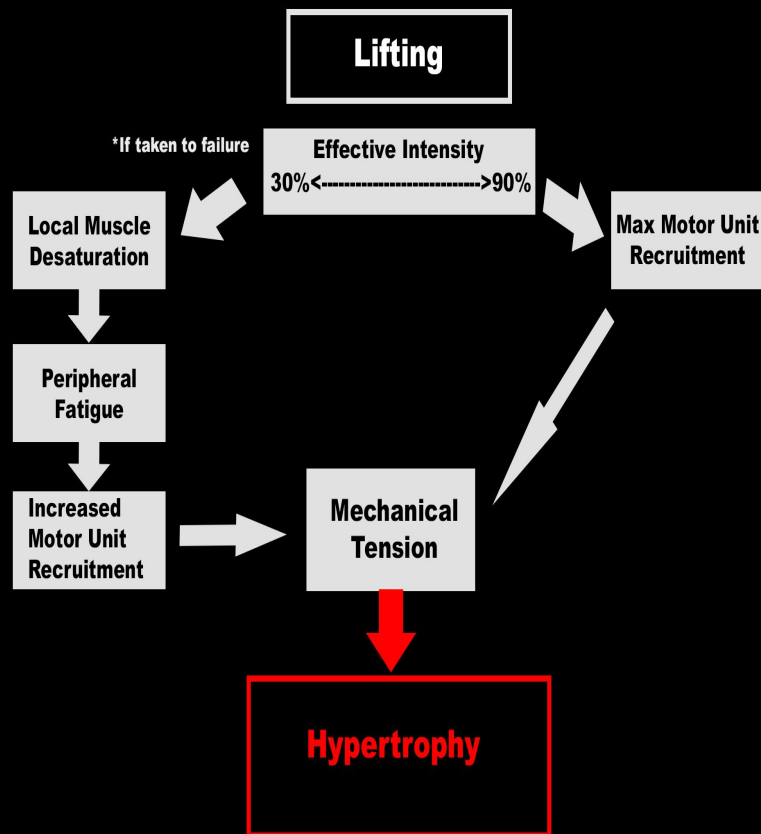 Lifting
*If taken to failure
Effective Intensity
30%<---------------------------->90%
Local Muscle
Desaturation
Max Motor Unit
Recruitment
Peripheral
Fatigue
Increased
Motor Unit
Recruitment
Mechanical
Tension
Hypertrophy